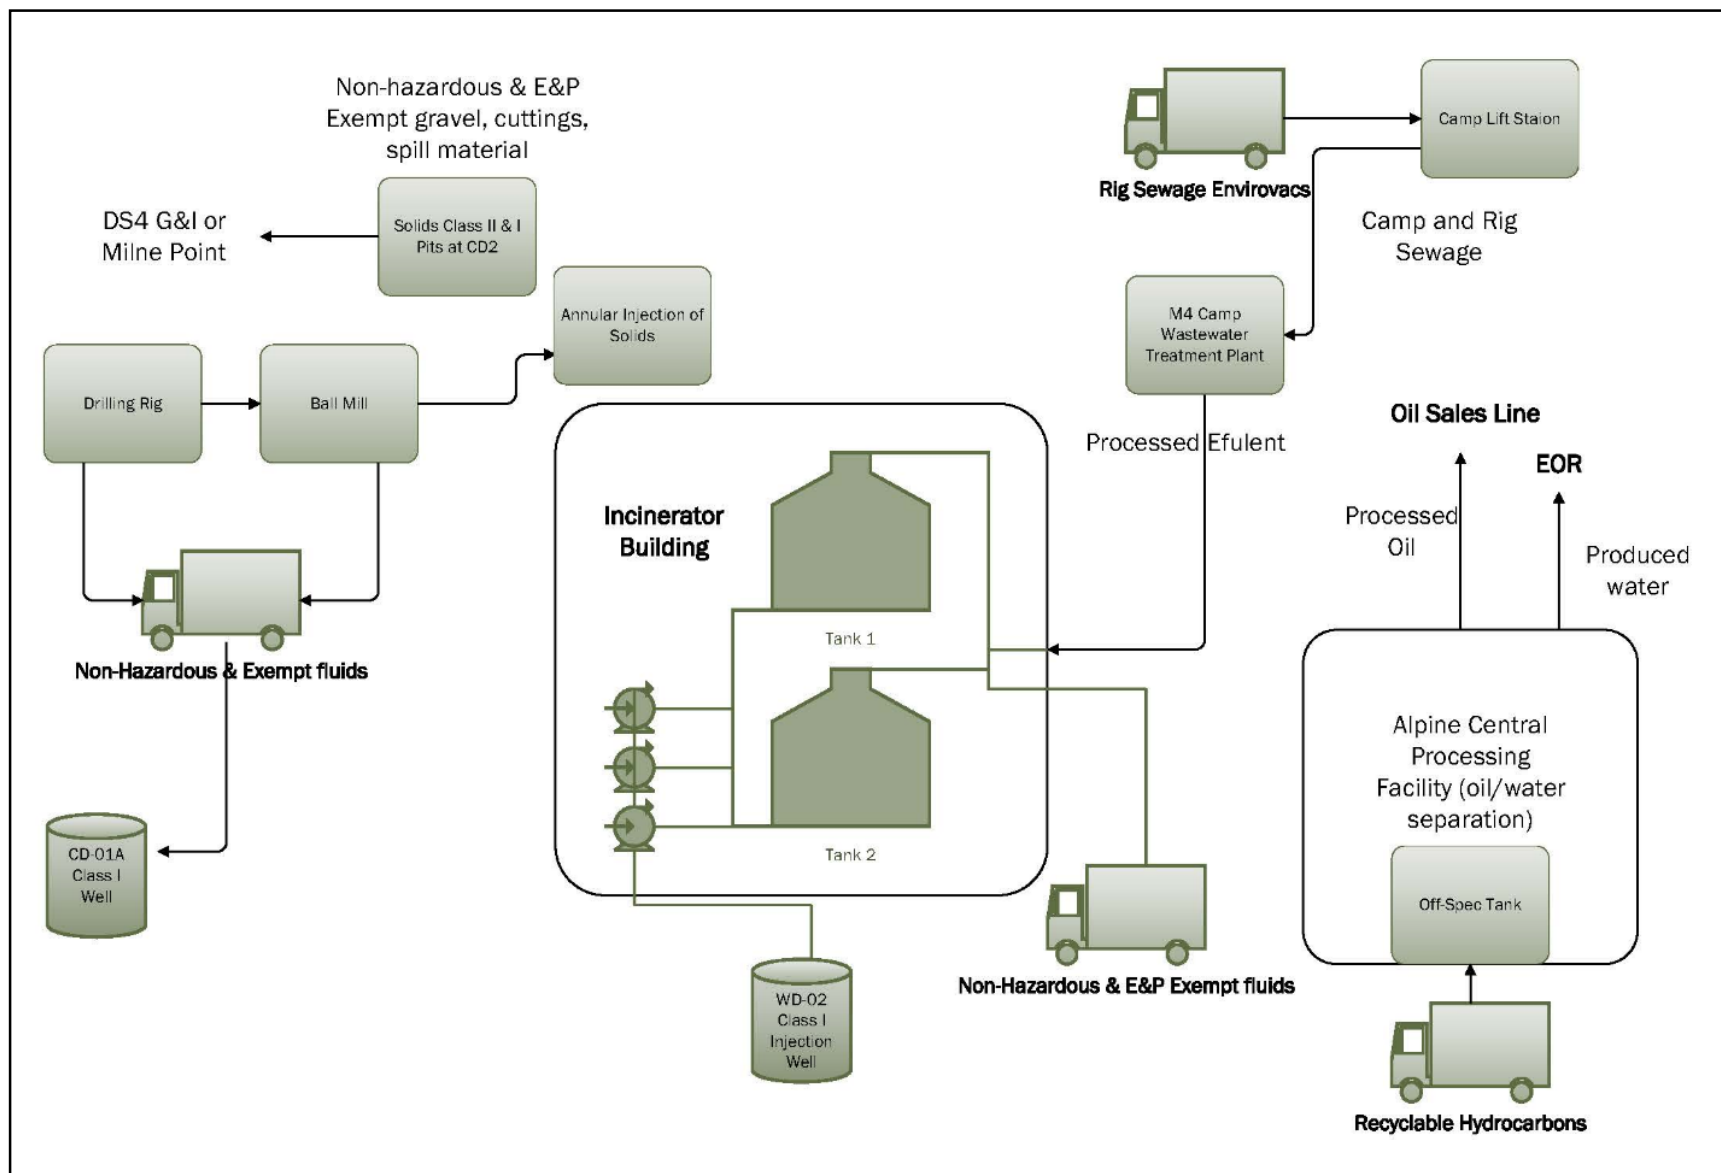 Non-hazardous & E&P
Exempt gravel, cuttings,
spill material
DS4 G&I or
Milne Point
Solids Class II & I
Pits at CD2
Annular Injection of
Solids
Drilling Rig
Ball Mill
Non-Hazardous & Exempt fluids
CD-01A
Class I
Well
Incinerator
Building
Tank 1
Tank 2
WD-02
Class I
Injection
Well
Rig Sewage Envirovacs
Camp Lift Staion
Camp and Rig
Sewage
M4 Camp
Wastewater
Treatment Plant
Processed Efulent
Non-Hazardous & E&P Exempt fluids
Oil Sales Line
EOR
Processed
Oil
Produced
water
Alpine Central
Processing
Facility (oil/water
separation)
Off-Spec Tank
Recyclable Hydrocarbons